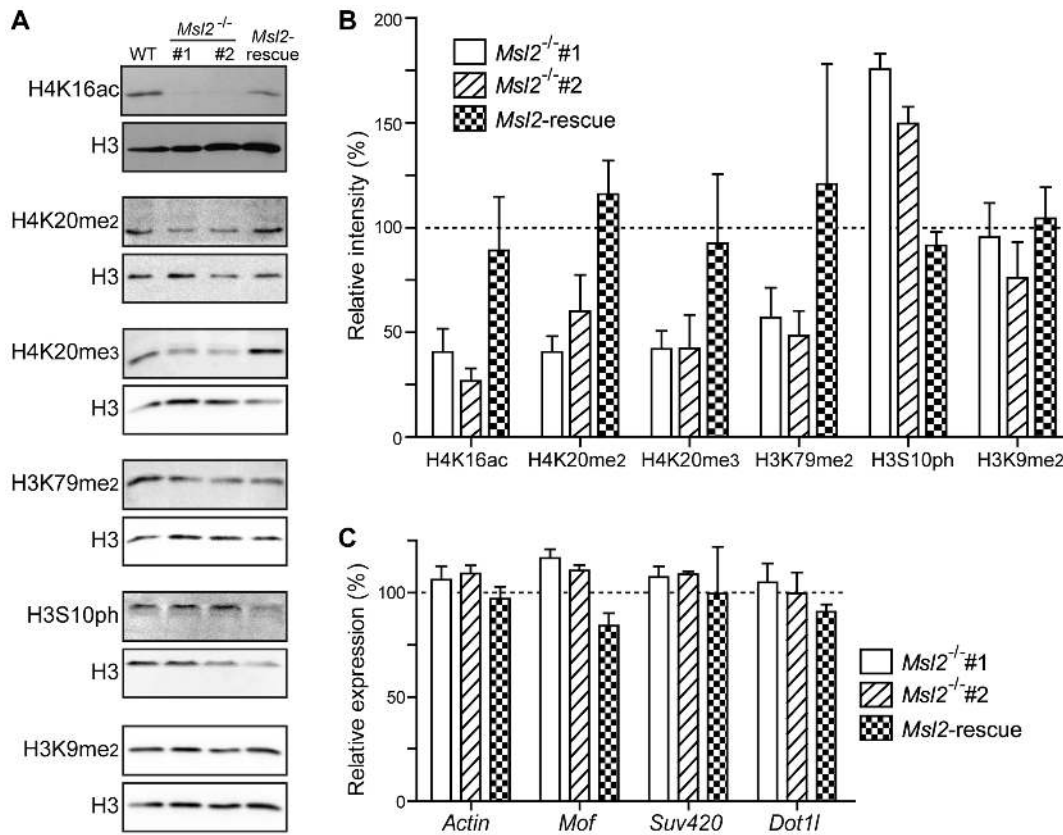 A
WT
Msl2-/-
#1 #2
Msl2-
rescue
H4K16ac
H3
H4K20me2
H3
H4K20me3
H3
H3K79me2
H3
H3S10ph
H3
H3K9me2
H3
B
Relative intensity (%)
200
150
100
50
0
Msl2-/-#1
Msl2-/-#2
Msl2-rescue
H4K16ac H4K20me2 H4K20me3 H3K79me2 H3S10ph H3K9me2
C
Relative expression (%)
100
50
0
Msl2-/-#1
Msl2-/-#2
Msl2-rescue
Actin Mof Suv420 Dot1l